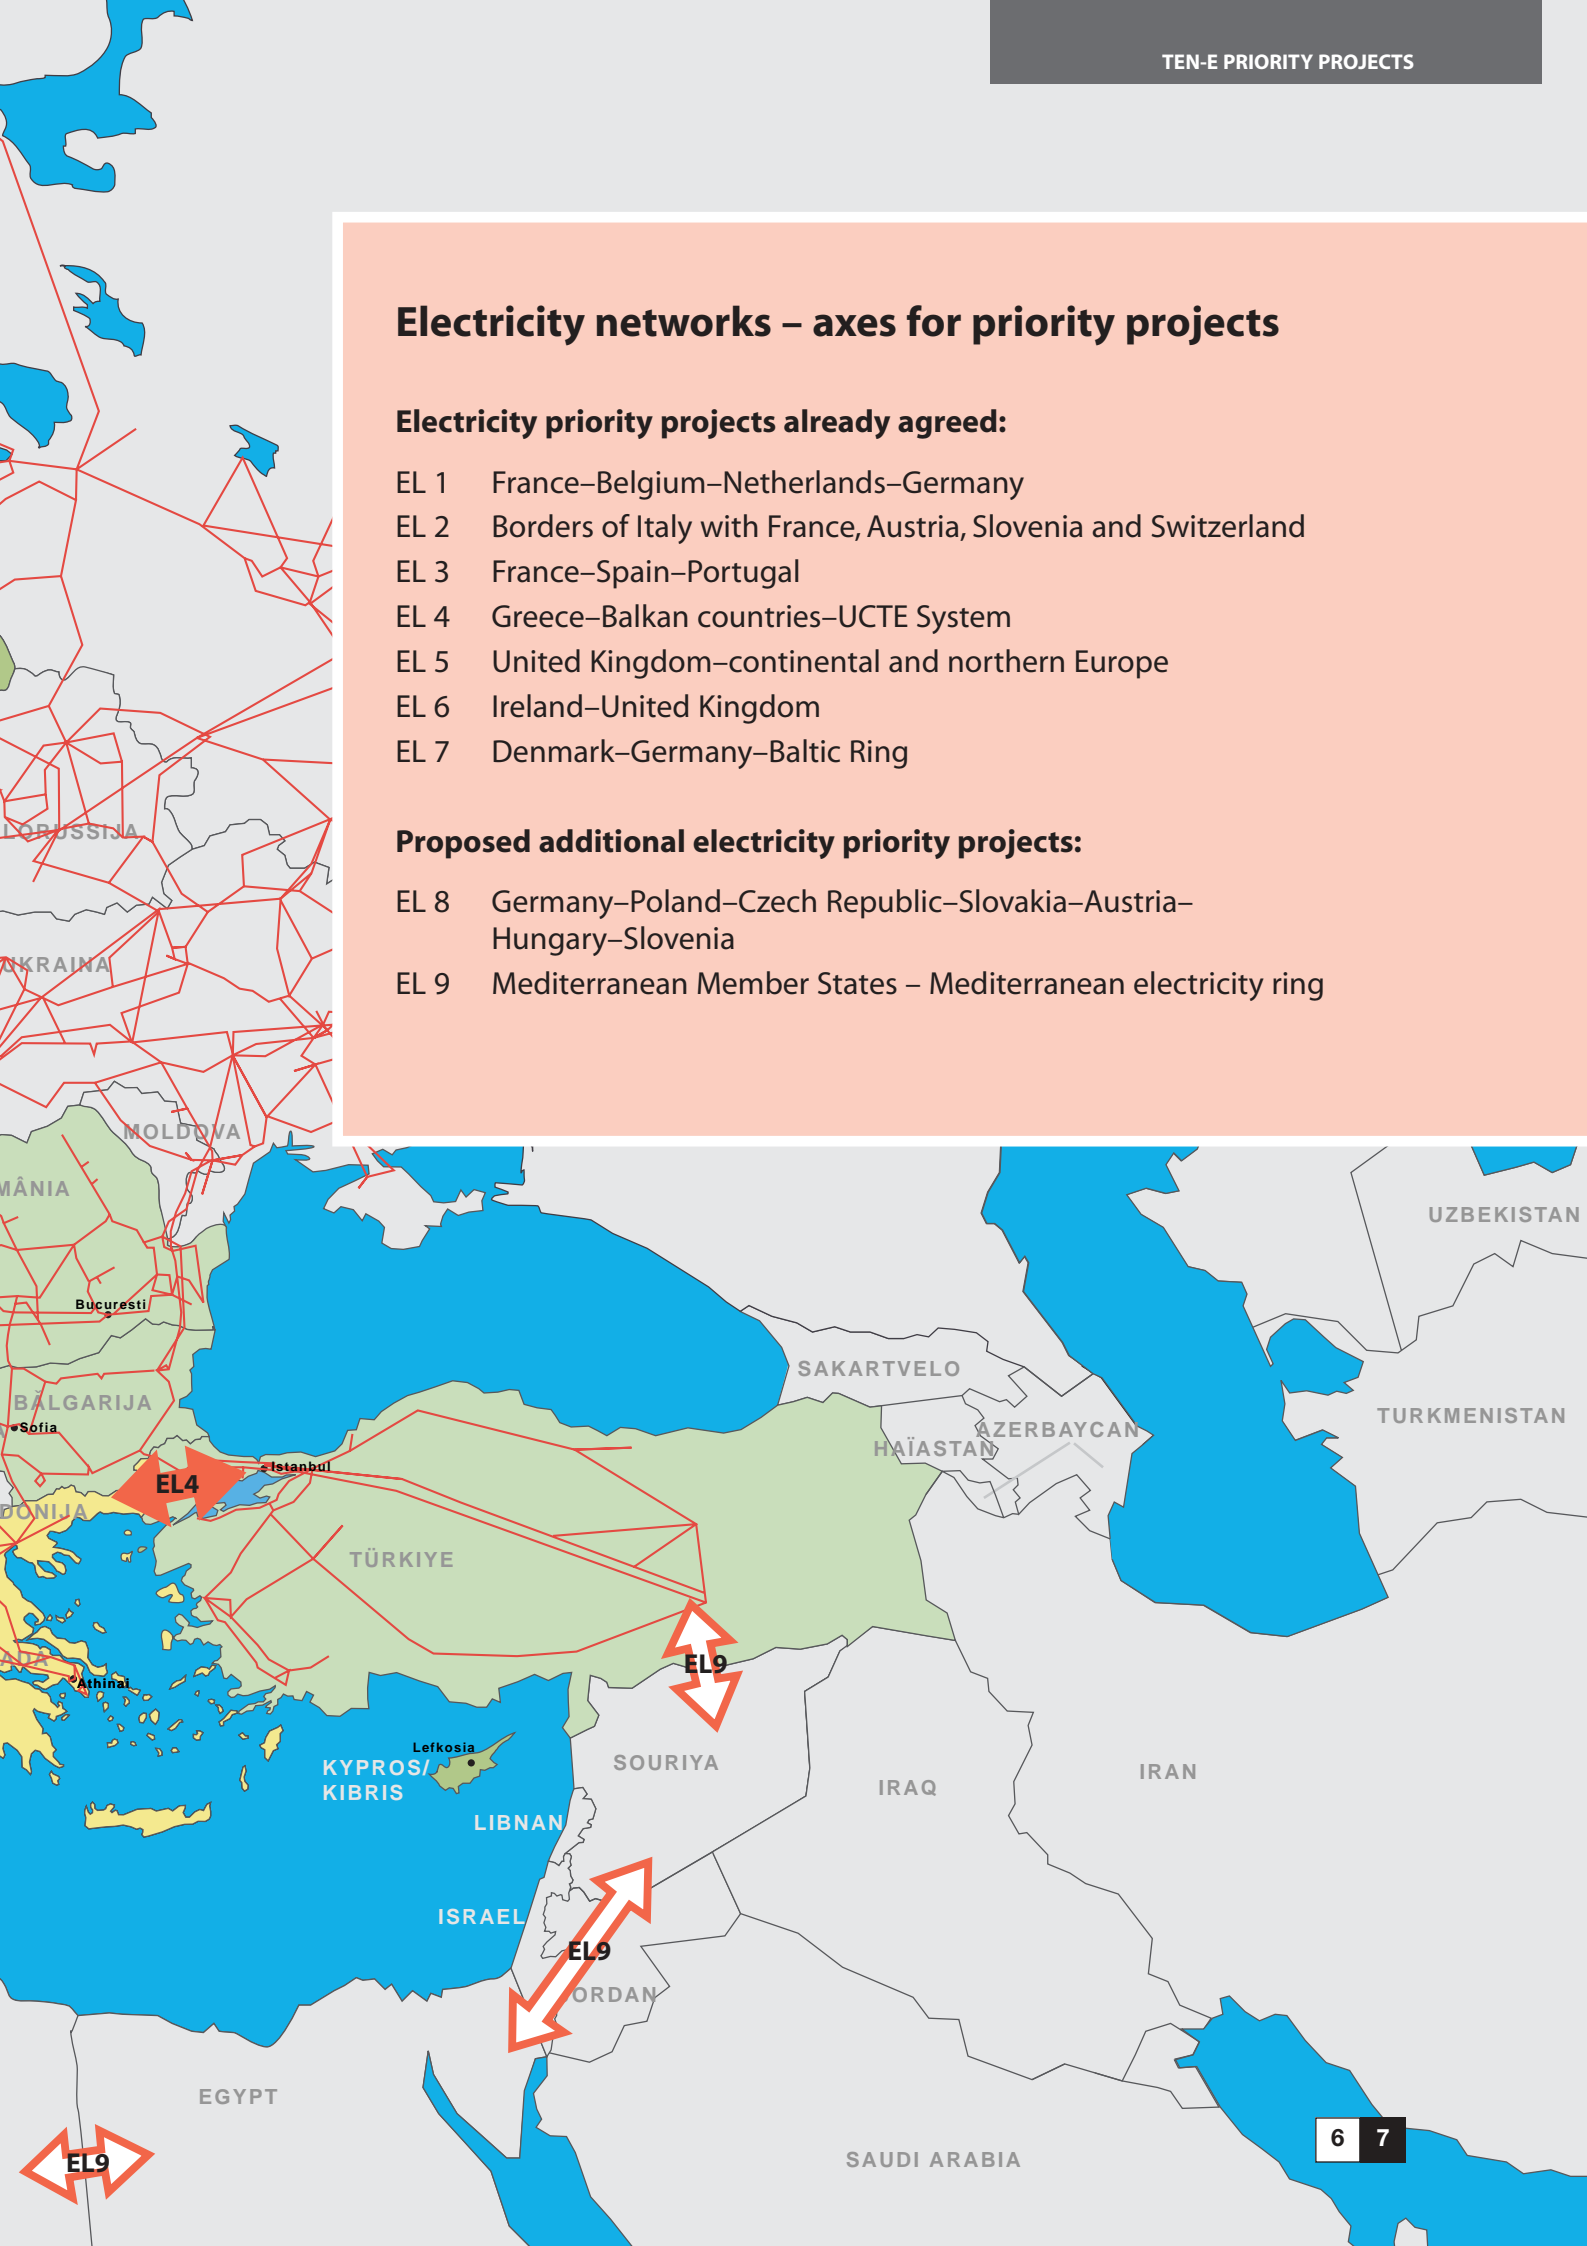 TEN-E PRIORITY PROJECTS
Electricity networks – axes for priority projects
Electricity priority projects already agreed:
EL 1 France–Belgium–Netherlands–Germany
EL 2 Borders of Italy with France, Austria, Slovenia and Switzerland
EL 3 France–Spain–Portugal
EL 4 Greece–Balkan countries–UCTE System
EL 5 United Kingdom–continental and northern Europe
EL 6 Ireland–United Kingdom
EL 7 Denmark–Germany–Baltic Ring
Proposed additional electricity priority projects:
EL 8 Germany–Poland–Czech Republic–Slovakia–Austria–
Hungary–Slovenia
EL 9 Mediterranean Member States – Mediterranean electricity ring
LORUSSIJA
UKRAINA
MOLDOVA
MÂNIA
UZBEKISTAN
Bucuresti
SAKARTVELO
BĂLGARIJA
TURKMENISTAN
Sofia
AZERBAYCAN
HAÏASTAN
Istanbul
EL4
DONIJA
TÜRKIYE
ADA
EL9
Athinai
Lefkosia
KYPROS/
KIBRIS
SOURIYA
IRAN
IRAQ
LIBNAN
ISRAEL
EL9
ORDAN
EGYPT
SAUDI ARABIA
EL9
6 7